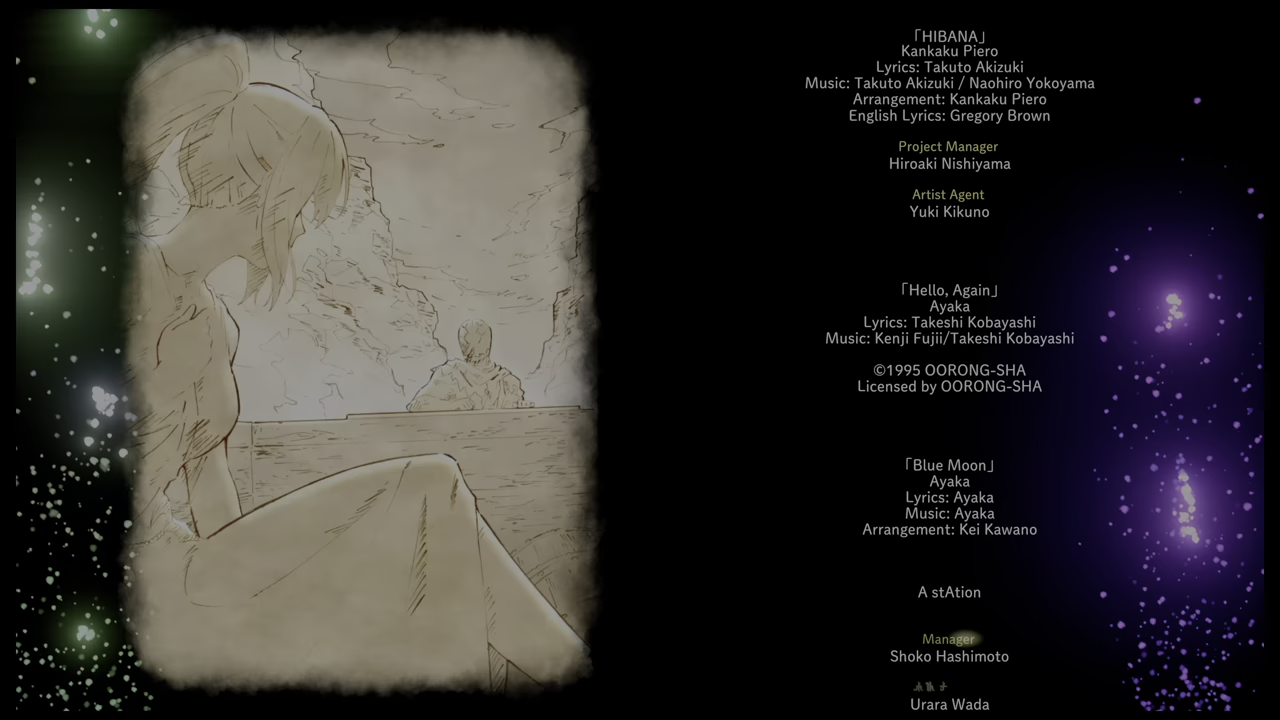 「HIBANA」
Kankaku Piero
Lyrics: Takuto Akizuki
Music: Takuto Akizuki / Naohiro Yokoyama
Arrangement: Kankaku Piero
English Lyrics: Gregory Brown
Project Manager
Hiroaki Nishiyama
Artist Agent
Yuki Kikuno
「Hello, Again」
Ayaka
Lyrics: Takeshi Kobayashi
Music: Kenji Fujii/Takeshi Kobayashi
©1995 OORONG-SHA
Licensed by OORONG-SHA
「Blue Moon」
Ayaka
Lyrics: Ayaka
Music: Ayaka
Arrangement: Kei Kawano
A stAtion
Manager
Shoko Hashimoto
Urara Wada